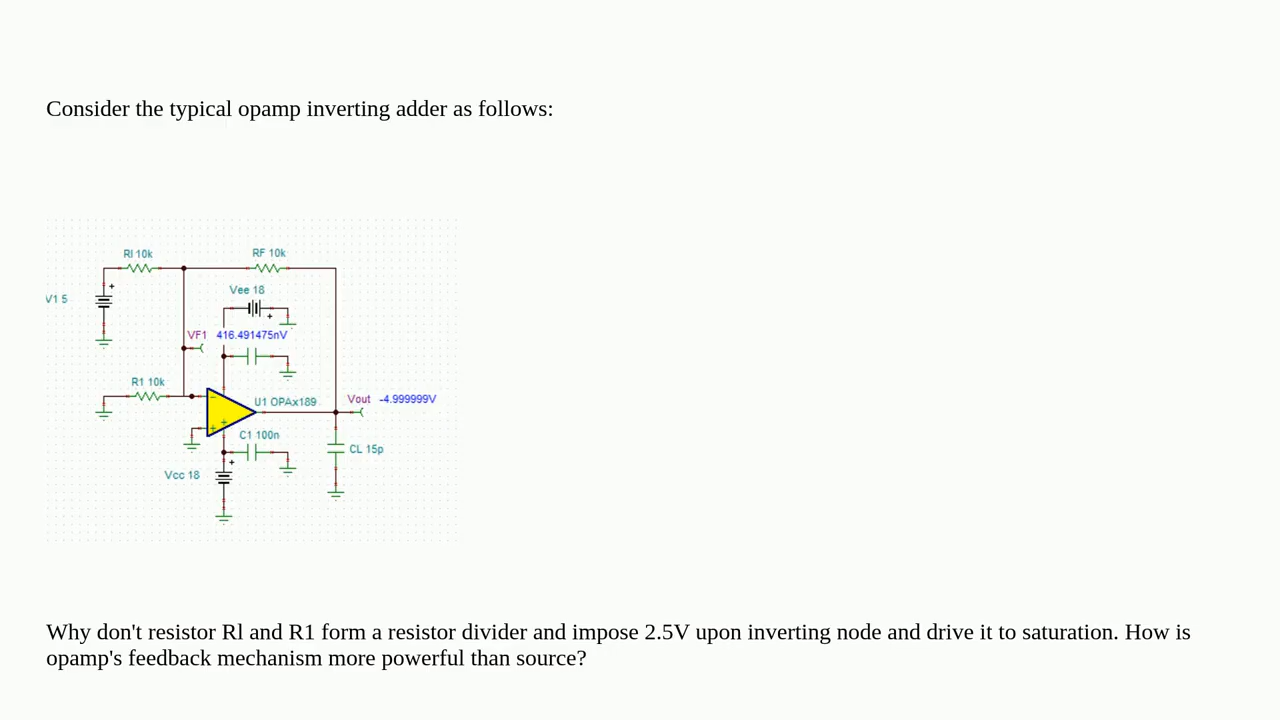 Consider the typical opamp inverting adder as follows:
RI 10k
RF 10k
Vee 18
V1 5
VF1 416.491475nV
R1 10k
U1 OPAx189
Vout -4.999999V
C1 100n
CL 15p
Vcc 18
Why don't resistor Rl and R1 form a resistor divider and impose 2.5V upon inverting node and drive it to saturation. How is
opamp's feedback mechanism more powerful than source?